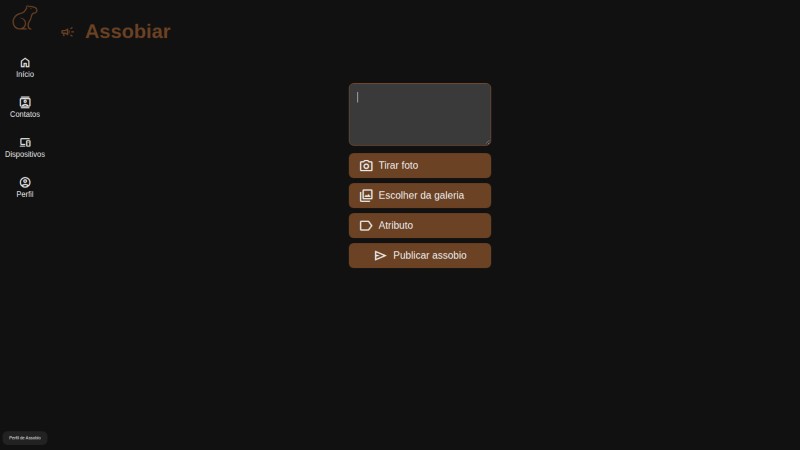 Assobiar
Início
Contatos
Dispositivos
Perfil
Tirar foto
Escolher da galeria
Atributo
Publicar assobio
Perfil de Assobio